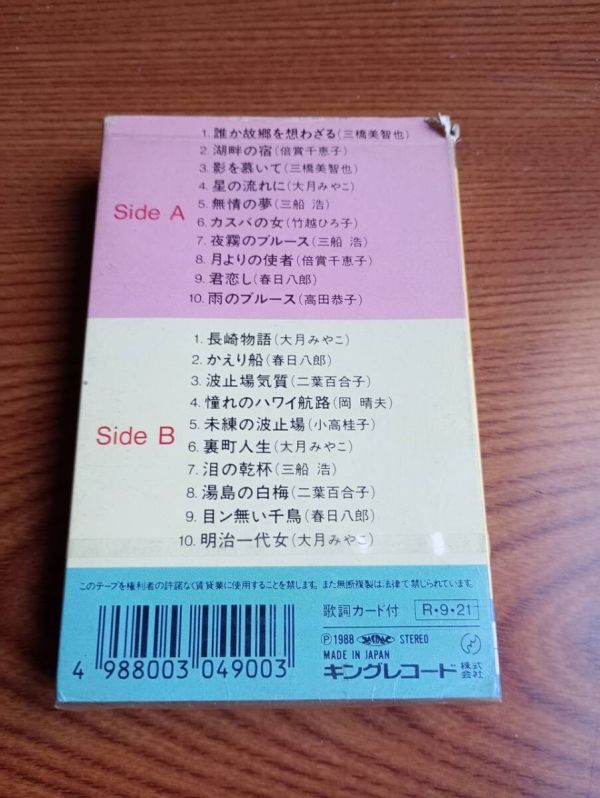 Side A
1. 誰か故郷を想わざる(三橋美智也)
2. 湖畔の宿(倍賞千恵子)
3. 影を慕いて(三橋美智也)
4. 星の流れに(大月みやこ)
5. 無情の夢(三船 浩)
6. カスバの女(竹越ひろ子)
7. 夜霧のブルース(三船 浩)
8. 月よりの使者(倍賞千恵子)
9. 君恋し(春日八郎)
10. 雨のブルース(高田恭子)
Side B
1. 長崎物語(大月みやこ)
2. かえり船(春日八郎)
3. 波止場気質(二葉百合子)
4. 憧れのハワイ航路(岡 晴夫)
5. 未練の波止場(小高桂子)
6. 裏町人生(大月みやこ)
7. 泪の乾杯(三船 浩)
8. 湯島の白梅(二葉百合子)
9. 目ン無い千鳥(春日八郎)
10. 明治一代女(大月みやこ)
このテープを権利者の許諾なく賃貸業に使用することを禁じます。また無断複製は法律で禁じられています。
歌詞カード付 R・9・21
Ⓟ1988 STEREO
MADE IN JAPAN
キングレコード株式会社
4 988003 049003